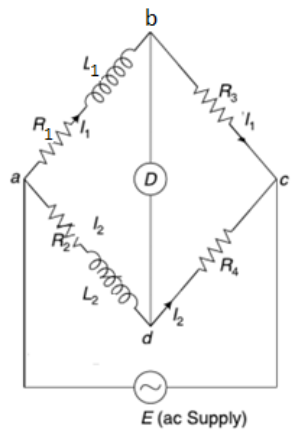 b
L₁
R₁
I₁
R₃
'I₁
a
D
c
R₂
I₂
L₂
R₄
I₂
d
E (ac Supply)